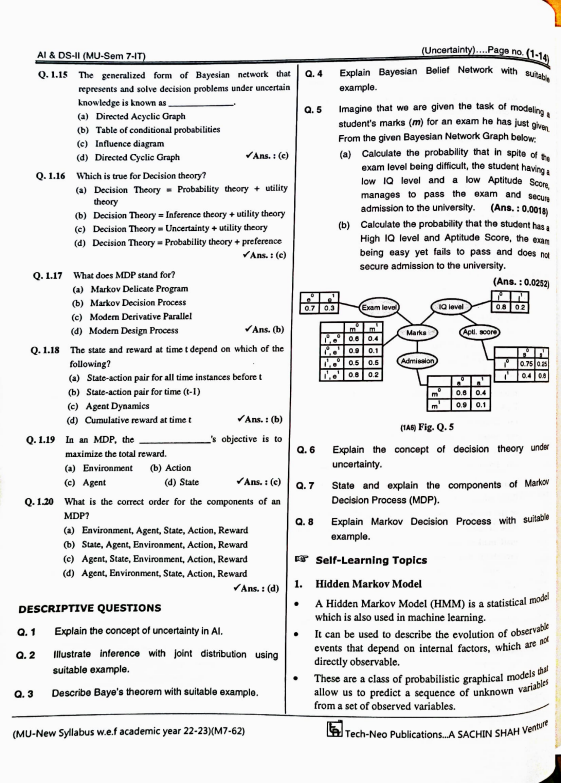 AI & DS-II (MU-Sem 7-IT)
(Uncertainty)....Page no. (1-14)
Q. 1.15 The generalized form of Bayesian network that
represents and solve decision problems under uncertain
knowledge is known as ____________.
(a) Directed Acyclic Graph
(b) Table of conditional probabilities
(c) Influence diagram
(d) Directed Cyclic Graph ✓Ans. : (c)
Q. 1.16 Which is true for Decision theory?
(a) Decision Theory = Probability theory + utility
theory
(b) Decision Theory = Inference theory + utility theory
(c) Decision Theory = Uncertainty + utility theory
(d) Decision Theory = Probability theory + preference
✓Ans. : (c)
Q. 1.17 What does MDP stand for?
(a) Markov Delicate Program
(b) Markov Decision Process
(c) Modern Derivative Parallel
(d) Modern Design Process ✓Ans. (b)
Q. 1.18 The state and reward at time t depend on which of the
following?
(a) State-action pair for all time instances before t
(b) State-action pair for time (t-1)
(c) Agent Dynamics
(d) Cumulative reward at time t ✓Ans. : (b)
Q. 1.19 In an MDP, the ____________'s objective is to
maximize the total reward.
(a) Environment (b) Action
(c) Agent (d) State ✓Ans. : (c)
Q. 1.20 What is the correct order for the components of an
MDP?
(a) Environment, Agent, State, Action, Reward
(b) State, Agent, Environment, Action, Reward
(c) Agent, State, Environment, Action, Reward
(d) Agent, Environment, State, Action, Reward
✓Ans. : (d)
DESCRIPTIVE QUESTIONS
Q. 1 Explain the concept of uncertainty in AI.
Q. 2 Illustrate inference with joint distribution using
suitable example.
Q. 3 Describe Baye's theorem with suitable example.
Q. 4 Explain Bayesian Belief Network with suitable
example.
Q. 5 Imagine that we are given the task of modeling a
student's marks (m) for an exam he has just given.
From the given Bayesian Network Graph below;
(a) Calculate the probability that in spite of the
exam level being difficult, the student having a
low IQ level and a low Aptitude Score,
manages to pass the exam and secure
admission to the university. (Ans. : 0.0018)
(b) Calculate the probability that the student has a
High IQ level and Aptitude Score, the exam
being easy yet fails to pass and does not
secure admission to the university.
(Ans. : 0.0252)
e⁰ e¹
0.7 0.3
Exam level
IQ level
i⁰ i¹
0.8 0.2
m⁰ m¹
i⁰, e⁰ 0.6 0.4
i⁰, e¹ 0.9 0.1
i¹, e⁰ 0.5 0.5
i¹, e¹ 0.8 0.2
Marks
Apti. score
s⁰ s¹
i⁰ 0.75 0.25
i¹ 0.4 0.6
Admission
a⁰ a¹
m⁰ 0.6 0.4
m¹ 0.9 0.1
(1A6) Fig. Q. 5
Q. 6 Explain the concept of decision theory under
uncertainty.
Q. 7 State and explain the components of Markov
Decision Process (MDP).
Q. 8 Explain Markov Decision Process with suitable
example.
☞ Self-Learning Topics
1. Hidden Markov Model
• A Hidden Markov Model (HMM) is a statistical model
which is also used in machine learning.
• It can be used to describe the evolution of observable
events that depend on internal factors, which are not
directly observable.
• These are a class of probabilistic graphical models that
allow us to predict a sequence of unknown variables
from a set of observed variables.
(MU-New Syllabus w.e.f academic year 22-23)(M7-62)
Tech-Neo Publications...A SACHIN SHAH Venture